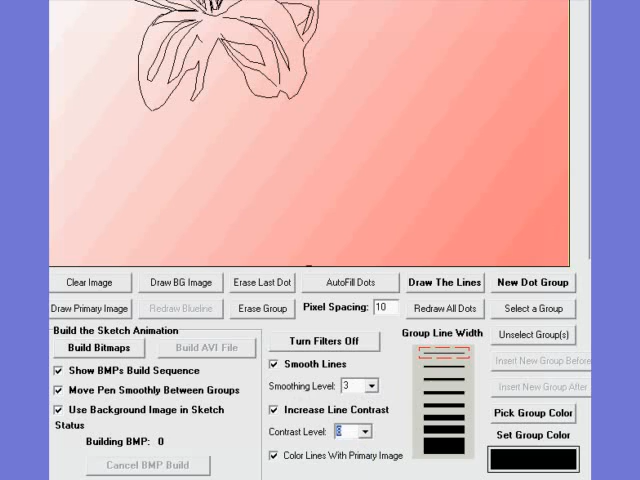 Clear Image Draw BG Image Erase Last Dot AutoFill Dots Draw The Lines New Dot Group
Draw Primary Image Redraw Blueline Erase Group Pixel Spacing: 10 Redraw All Dots Select a Group
Build the Sketch Animation
Build Bitmaps Build AVI File Turn Filters Off Group Line Width Unselect Group(s)
Show BMPs Build Sequence Smooth Lines Insert New Group Before
Move Pen Smoothly Between Groups Smoothing Level: 3 Insert New Group After
Use Background Image in Sketch Increase Line Contrast Pick Group Color
Status
Building BMP: 0 Contrast Level: 8 Set Group Color
Cancel BMP Build Color Lines With Primary Image